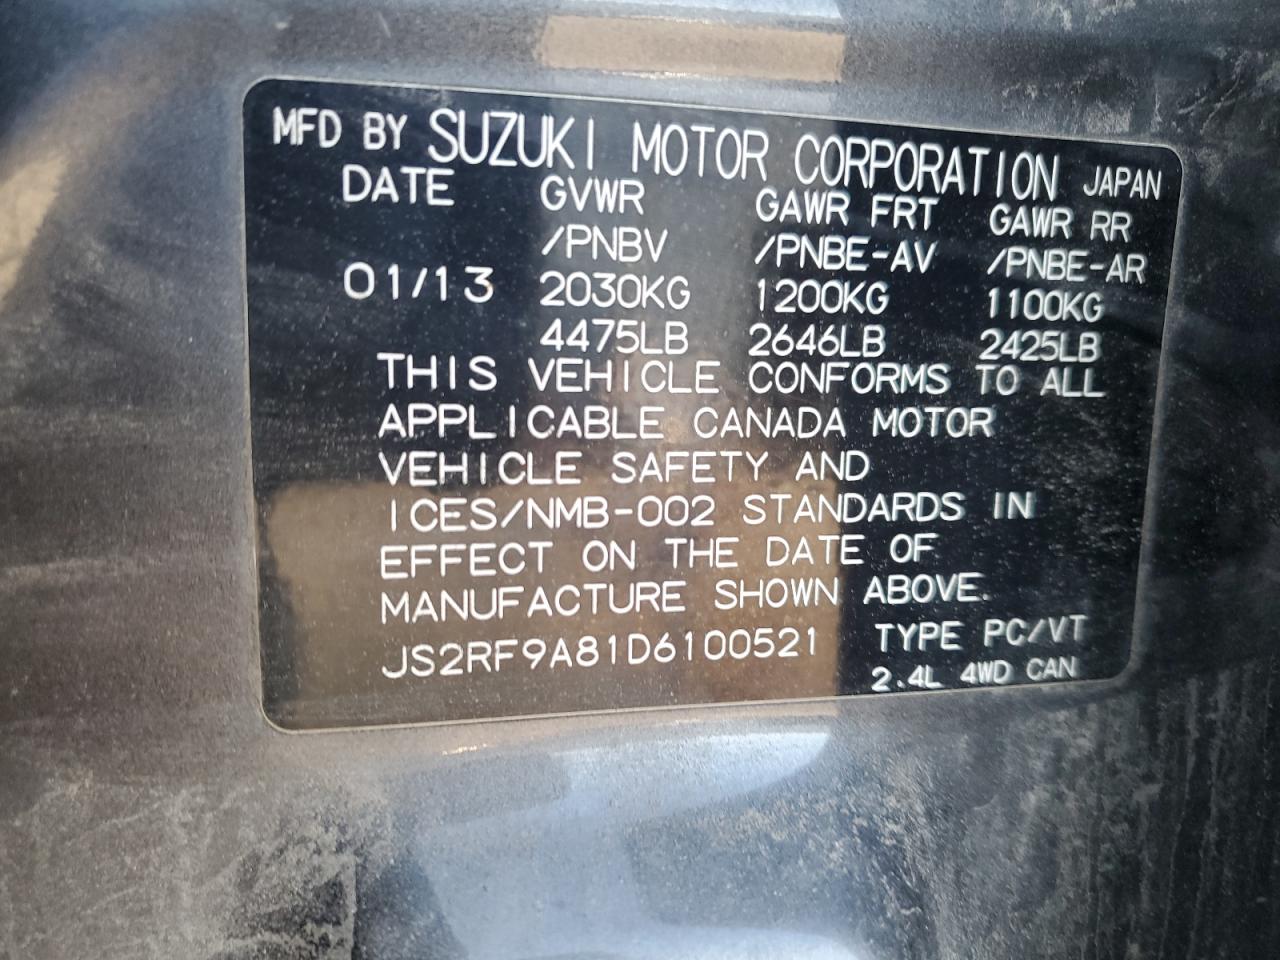 MFD BY SUZUKI MOTOR CORPORATION JAPAN
DATE GVWR GAWR FRT GAWR RR
/PNBV /PNBE-AV /PNBE-AR
01/13 2030KG 1200KG 1100KG
4475LB 2646LB 2425LB
THIS VEHICLE CONFORMS TO ALL
APPLICABLE CANADA MOTOR
VEHICLE SAFETY AND
ICES/NMB-002 STANDARDS IN
EFFECT ON THE DATE OF
MANUFACTURE SHOWN ABOVE.
JS2RF9A81D6100521 TYPE PC/VT
2.4L 4WD CAN